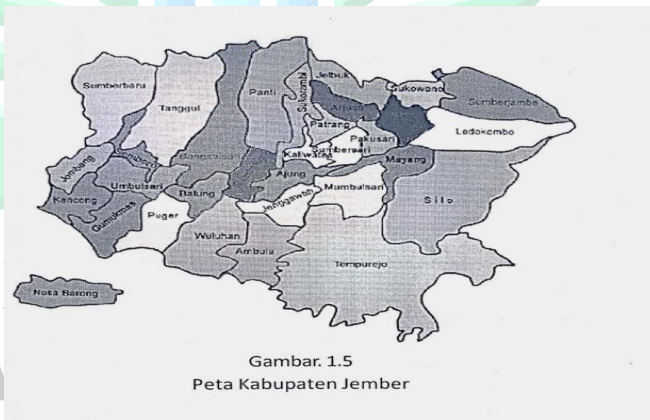 Sumberbaru
Tanggul
Panti
Sukorambi
Jelbuk
Sukowono
Sumberjambe
Arjasa
Patrang
Pakusari
Ledokombo
Sumbersari
Kaliwates
Bangsalsari
Mayang
Jombang
Umbulsari
Ajung
Mumbulsari
Silo
Kencong
Gumukmas
Balung
Jenggawah
Puger
Wuluhan
Ambulu
Tempurejo
Nusa Barong
Gambar. 1.5
Peta Kabupaten Jember